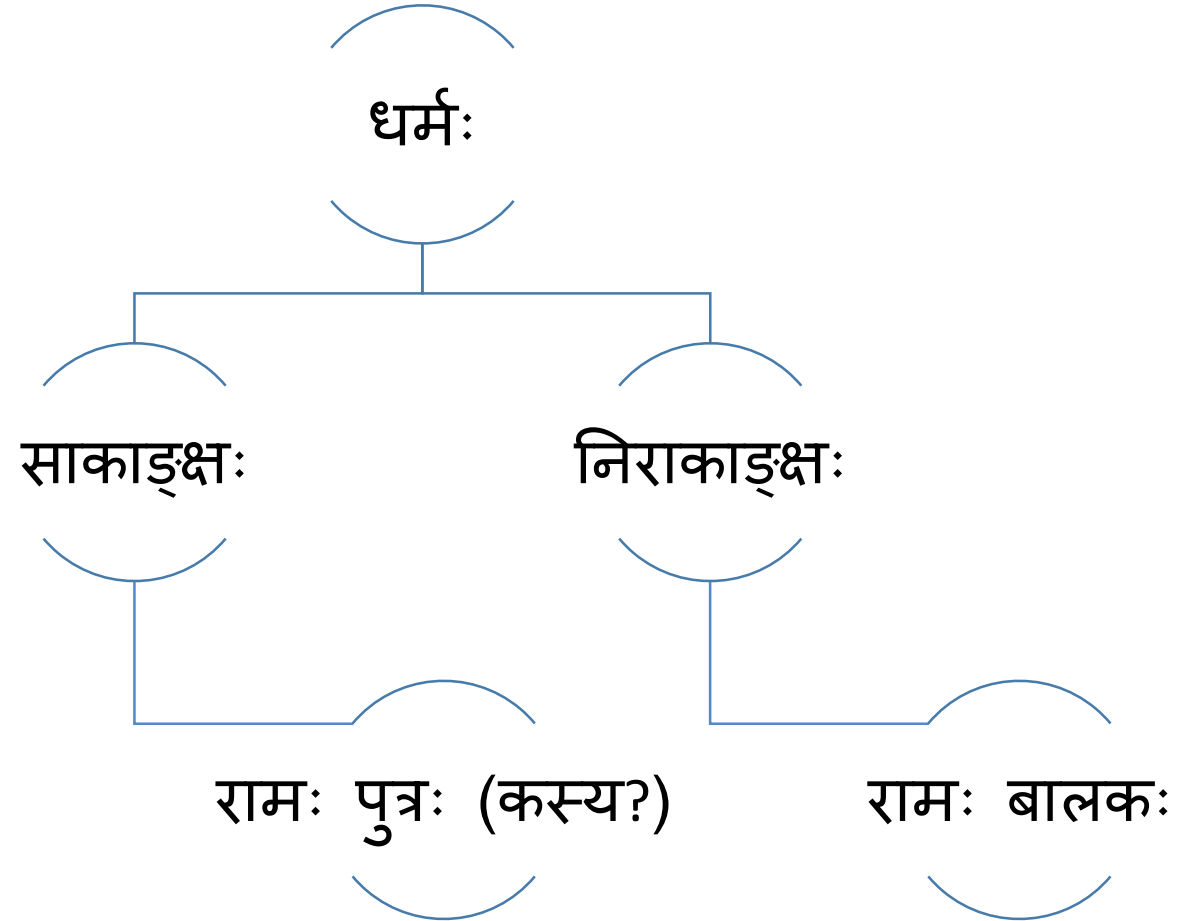 धर्मः
साकाङ्क्षः
निराकाङ्क्षः
रामः पुत्रः (कस्य?)
रामः बालकः